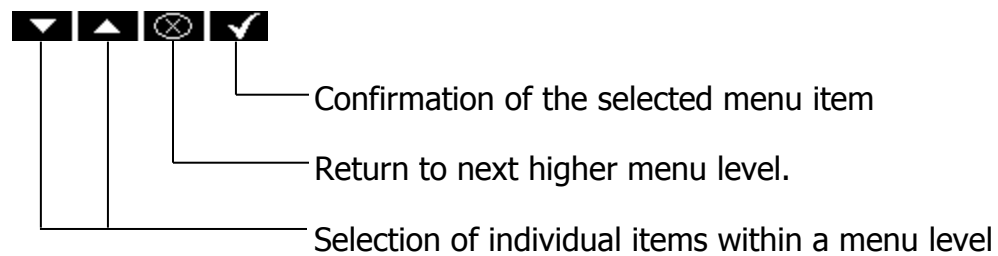 Confirmation of the selected menu item
Return to next higher menu level.
Selection of individual items within a menu level